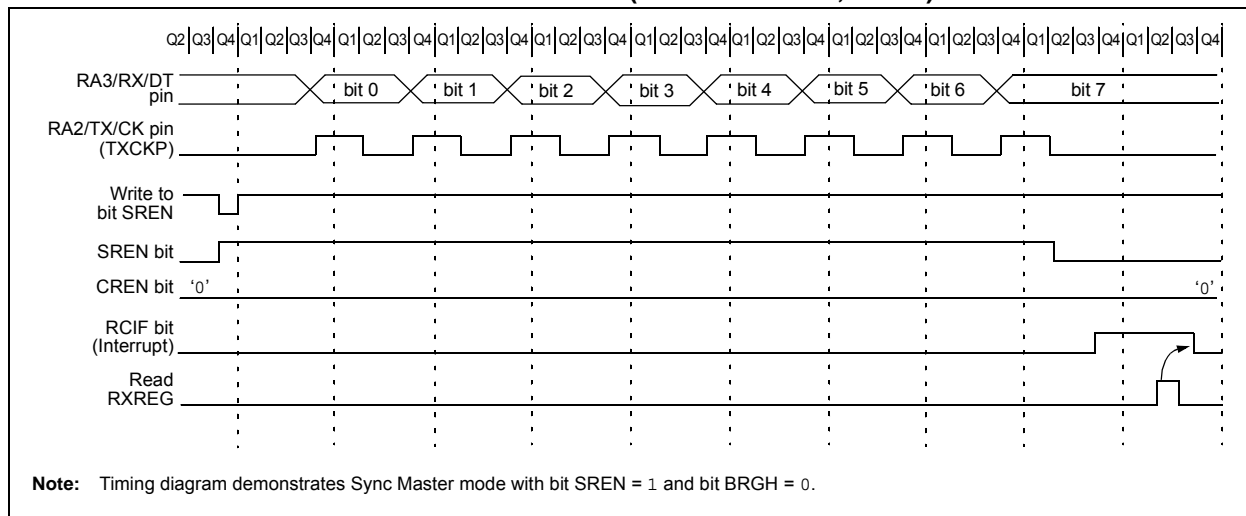 Q2|Q3|Q4|Q1|Q2|Q3|Q4|Q1|Q2|Q3|Q4|Q1|Q2|Q3|Q4|Q1|Q2|Q3|Q4|Q1|Q2|Q3|Q4|Q1|Q2|Q3|Q4|Q1|Q2|Q3|Q4|Q1|Q2|Q3|Q4|Q1|Q2|Q3|Q4|Q1|Q2|Q3|Q4
RA3/RX/DT
pin
bit 0 bit 1 bit 2 bit 3 bit 4 bit 5 bit 6 bit 7
RA2/TX/CK pin
(TXCKP)
Write to
bit SREN
SREN bit
CREN bit '0' '0'
RCIF bit
(Interrupt)
Read
RXREG
Note: Timing diagram demonstrates Sync Master mode with bit SREN = 1 and bit BRGH = 0.